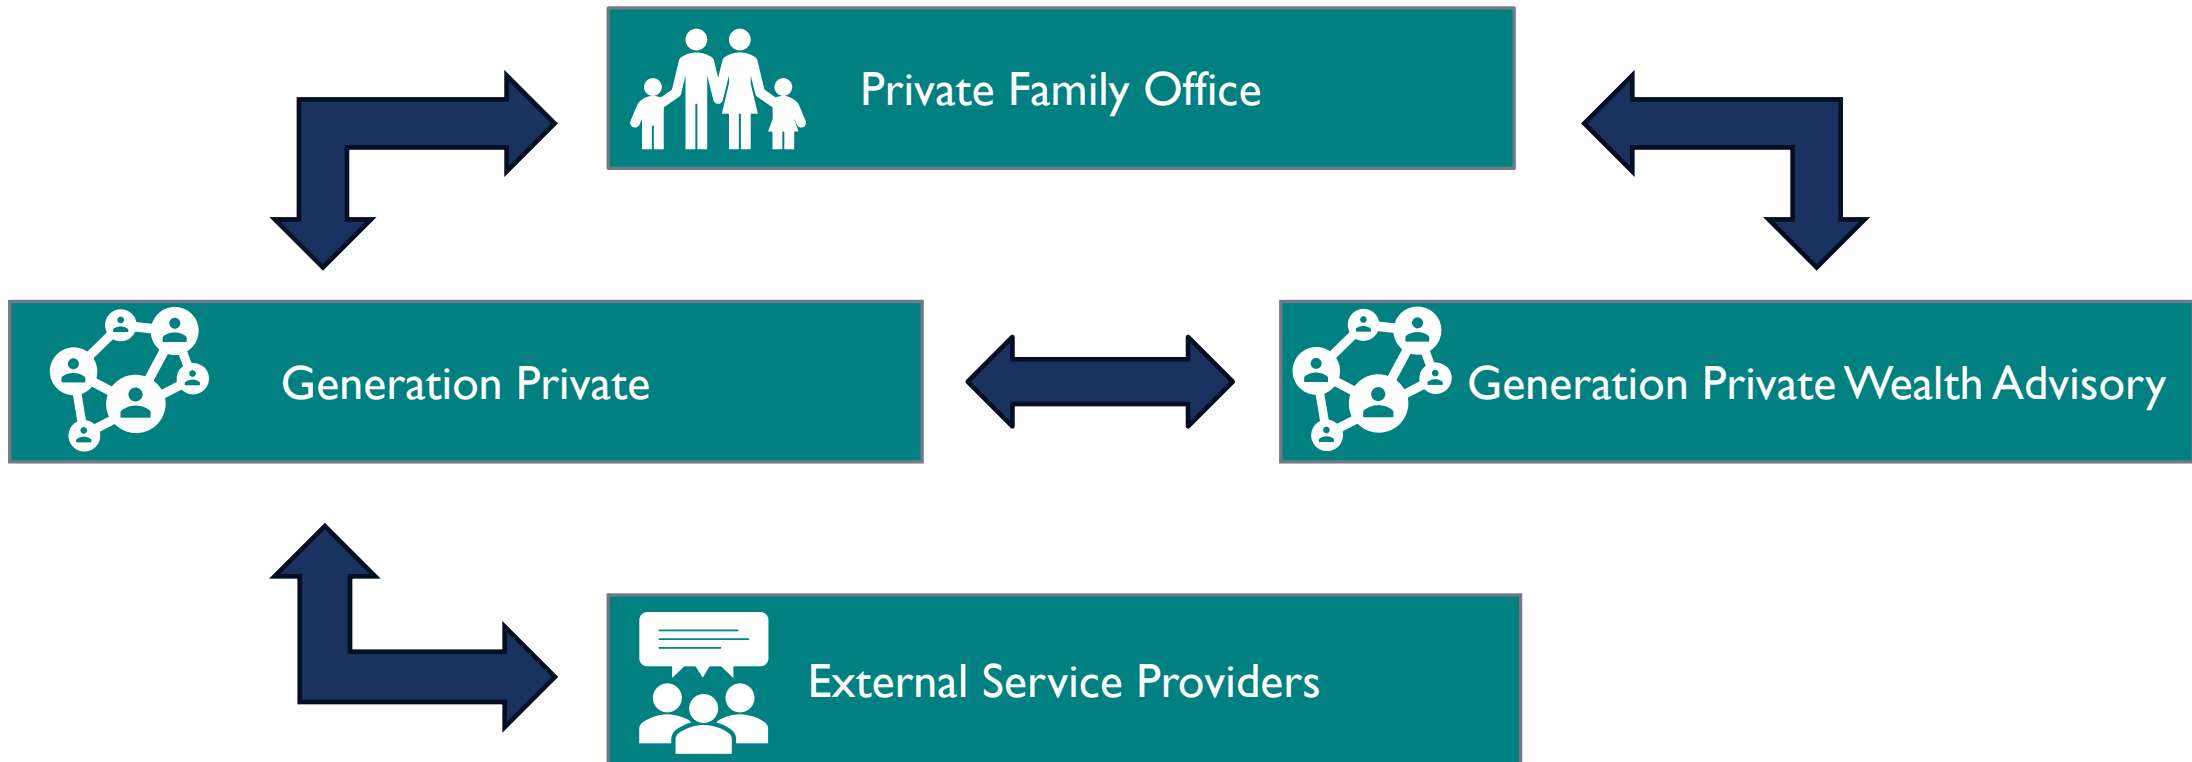 Private Family Office
Generation Private
Generation Private Wealth Advisory
External Service Providers